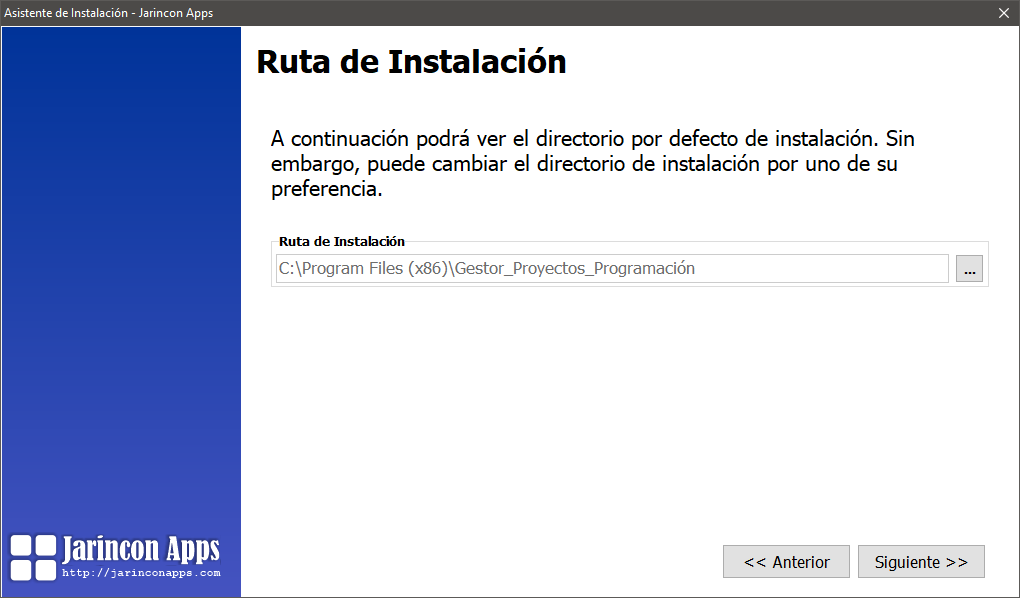 Asistente de Instalación - Jarincon Apps
Ruta de Instalación
A continuación podrá ver el directorio por defecto de instalación. Sin
embargo, puede cambiar el directorio de instalación por uno de su
preferencia.
Ruta de Instalación
C:\Program Files (x86)\Gestor_Proyectos_Programación
...
Jarincon Apps
http://jarinconapps.com
<< Anterior
Siguiente >>